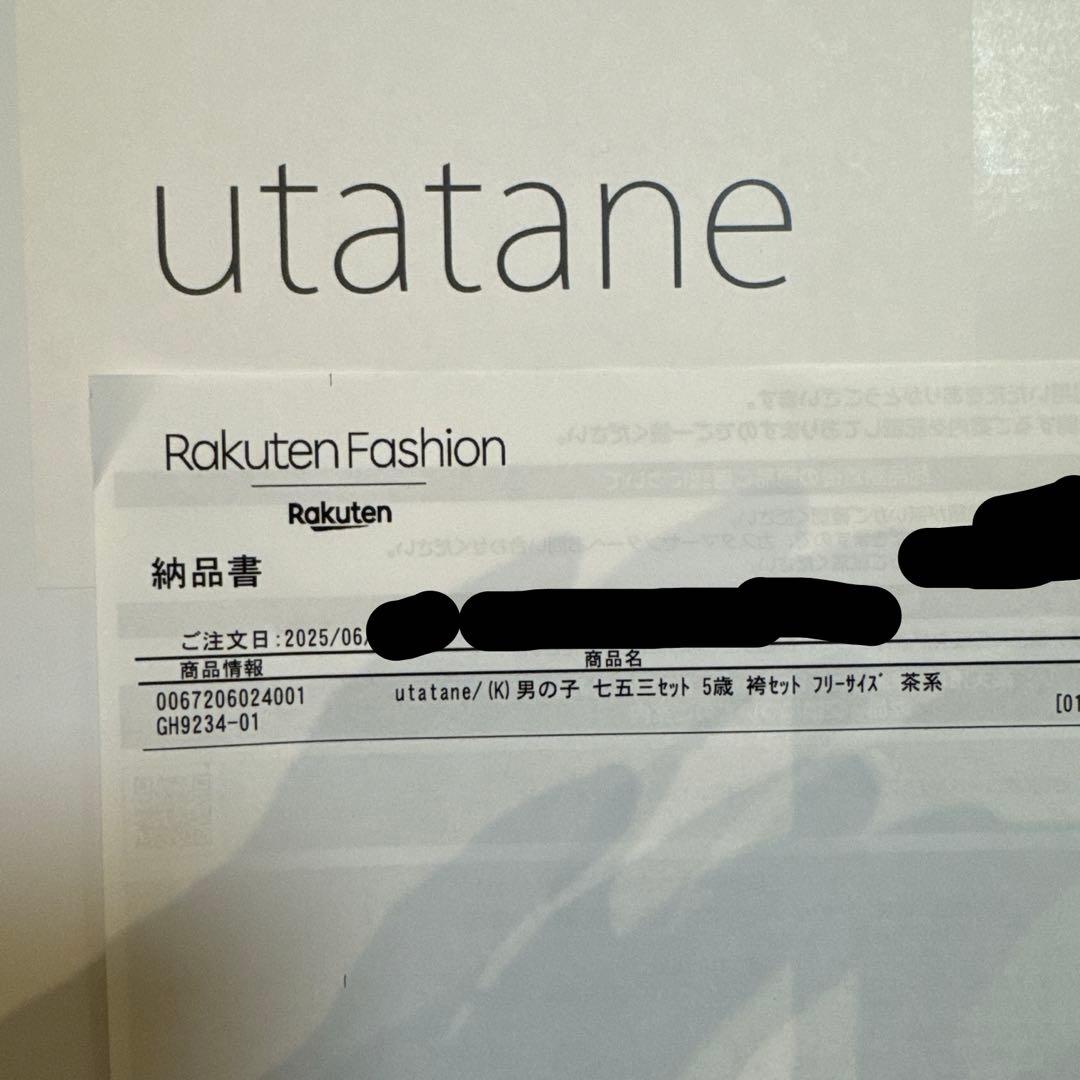 utatane
Rakuten Fashion
Rakuten
納品書
ご注文日:2025/06/
商品情報 商品名
0067206024001 utatane/(K)男の子 七五三ｾｯﾄ 5歳 袴ｾｯﾄ ﾌﾘｰｻｲｽﾞ 茶系
GH9234-01 [01